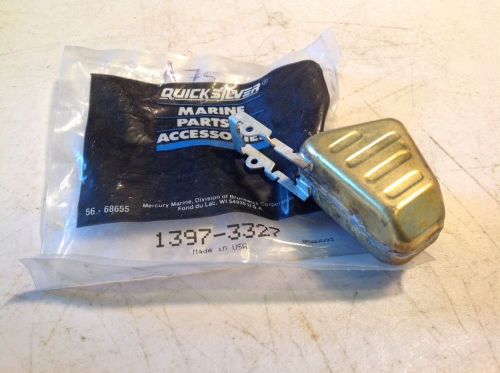 QUICKSILVER®
MARINE
PARTS
ACCESSORIES
56 - 68655
Mercury Marine, Division of Brunswick Corporation
Fond du Lac, WI 54935 U.S.A.
1397-3327
Made in USA